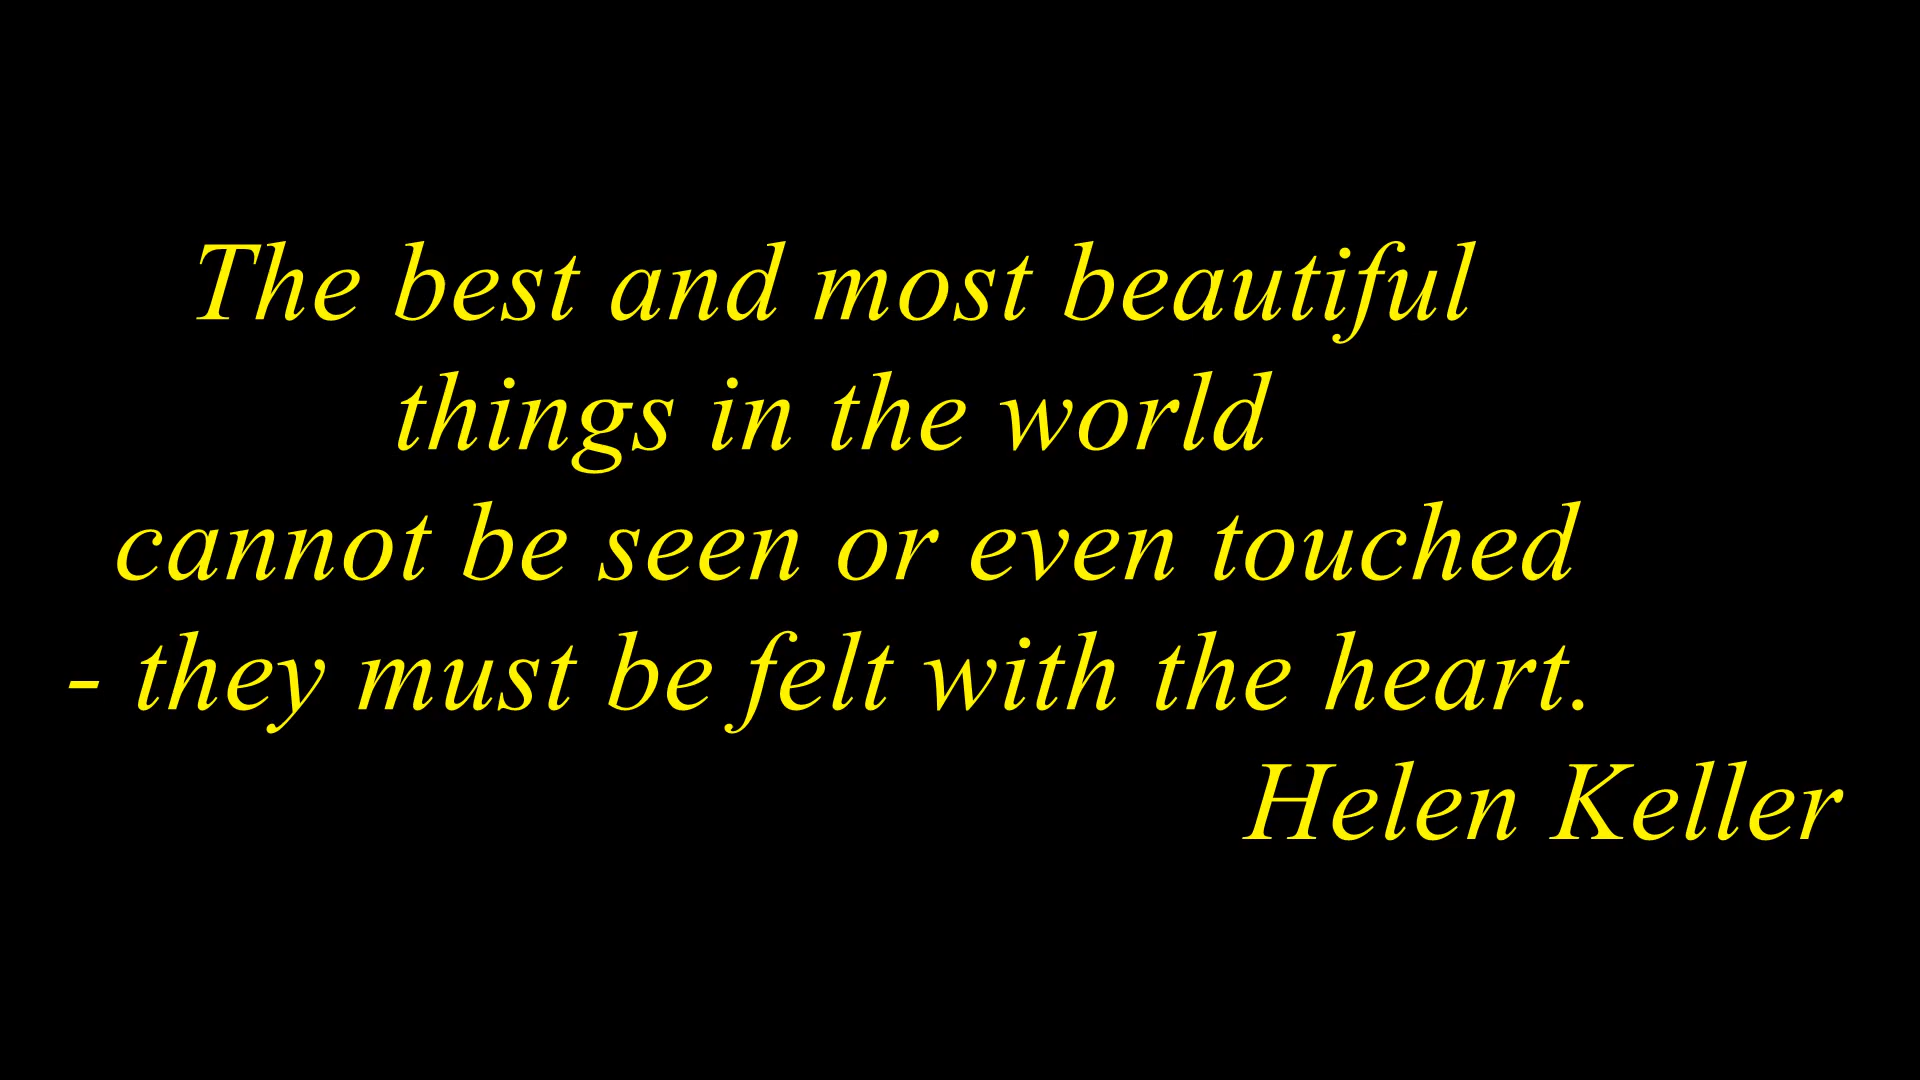 The best and most beautiful
things in the world
cannot be seen or even touched
- they must be felt with the heart.
Helen Keller